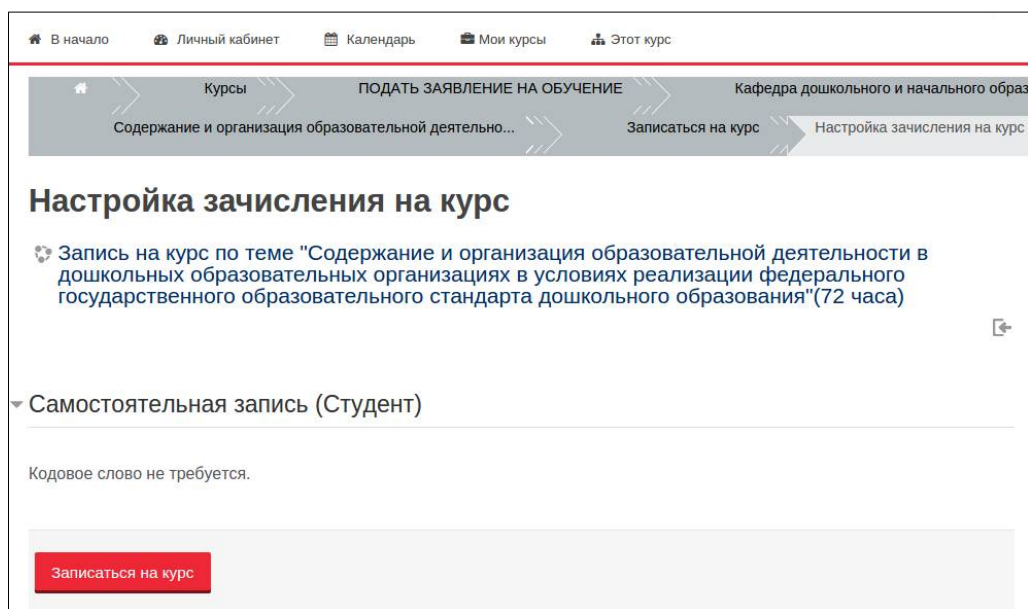 В начало Личный кабинет Календарь Мои курсы Этот курс
Курсы ПОДАТЬ ЗАЯВЛЕНИЕ НА ОБУЧЕНИЕ Кафедра дошкольного и начального образ
Содержание и организация образовательной деятельно... Записаться на курс Настройка зачисления на курс
Настройка зачисления на курс
Запись на курс по теме "Содержание и организация образовательной деятельности в
дошкольных образовательных организациях в условиях реализации федерального
государственного образовательного стандарта дошкольного образования"(72 часа)
Самостоятельная запись (Студент)
Кодовое слово не требуется.
Записаться на курс